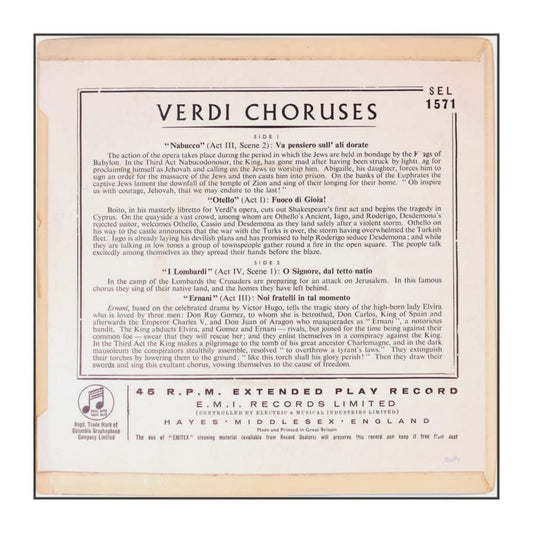 SEL
1571
VERDI CHORUSES
SIDE 1
"Nabucco" (Act III, Scene 2): Va pensiero sull' ali dorate
The action of the opera takes place during the period in which the Jews are held in bondage by the Kings of
Babylon. In the Third Act Nabucodonosor, the King, has gone mad after having been struck by lightning for
proclaiming himself as Jehovah and calling on the Jews to worship him. Abigaille, his daughter, forces him to
sign an order for the massacre of the Jews and then casts him into prison. On the banks of the Euphrates the
captive Jews lament the downfall of the temple of Zion and sing of their longing for their home. "Oh inspire
us with courage, Jehovah, that we may endure to the last!"
"Otello" (Act I): Fuoco di Gioia!
Boito, in his masterly libretto for Verdi's opera, cuts out Shakespeare's first act and begins the tragedy in
Cyprus. On the quayside a vast crowd, among whom are Othello's Ancient, Iago, and Roderigo, Desdemona's
rejected suitor, welcomes Othello, Cassio and Desdemona as they land safely after a violent storm. Othello on
his way to the castle announces that the war with the Turks is over, the storm having overwhelmed the Turkish
fleet. Iago is already laying his devilish plans and has promised to help Roderigo seduce Desdemona; and while
they are talking in low tones a group of townspeople gather round a fire in the open square. The people talk
excitedly among themselves as they spread their hands before the blaze.
SIDE 2
"I Lombardi" (Act IV, Scene 1): O Signore, dal tetto natio
In the camp of the Lombards the Crusaders are preparing for an attack on Jerusalem. In this famous
chorus they sing of their native land, and the homes they have left behind.
"Ernani" (Act III): Noi fratelli in tal momento
Ernani, based on the celebrated drama by Victor Hugo, tells the tragic story of the high-born lady Elvira
who is loved by three men: Don Ruy Gomez, to whom she is betrothed, Don Carlos, King of Spain and
afterwards the Emperor Charles V, and Don Juan of Aragon who masquerades as "Ernani", a notorious
bandit. The King abducts Elvira, and Gomez and Ernani — rivals, but joined for the time being against their
common foe — swear that they will rescue her; and they enlist themselves in a conspiracy against the King.
In the Third Act the King makes a pilgrimage to the tomb of his great ancestor Charlemagne, and in the dark
mausoleum the conspirators stealthily assemble, resolved "to overthrow a tyrant's laws." They extinguish
their torches by lowering them to the ground: "like this torch shall his glory perish!" Then they draw their
swords and sing this exultant chorus, vowing themselves to the cause of freedom.
45 R.P.M. EXTENDED PLAY RECORD
E.M.I. RECORDS LIMITED
(CONTROLLED BY ELECTRIC & MUSICAL INDUSTRIES LIMITED)
HAYES · MIDDLESEX · ENGLAND
Made and Printed in Great Britain
Regd. Trade Mark of
Columbia Graphophone
Company Limited
The use of "EMITEX" cleaning material (available from Record Dealers) will preserve this record and keep it free from dust